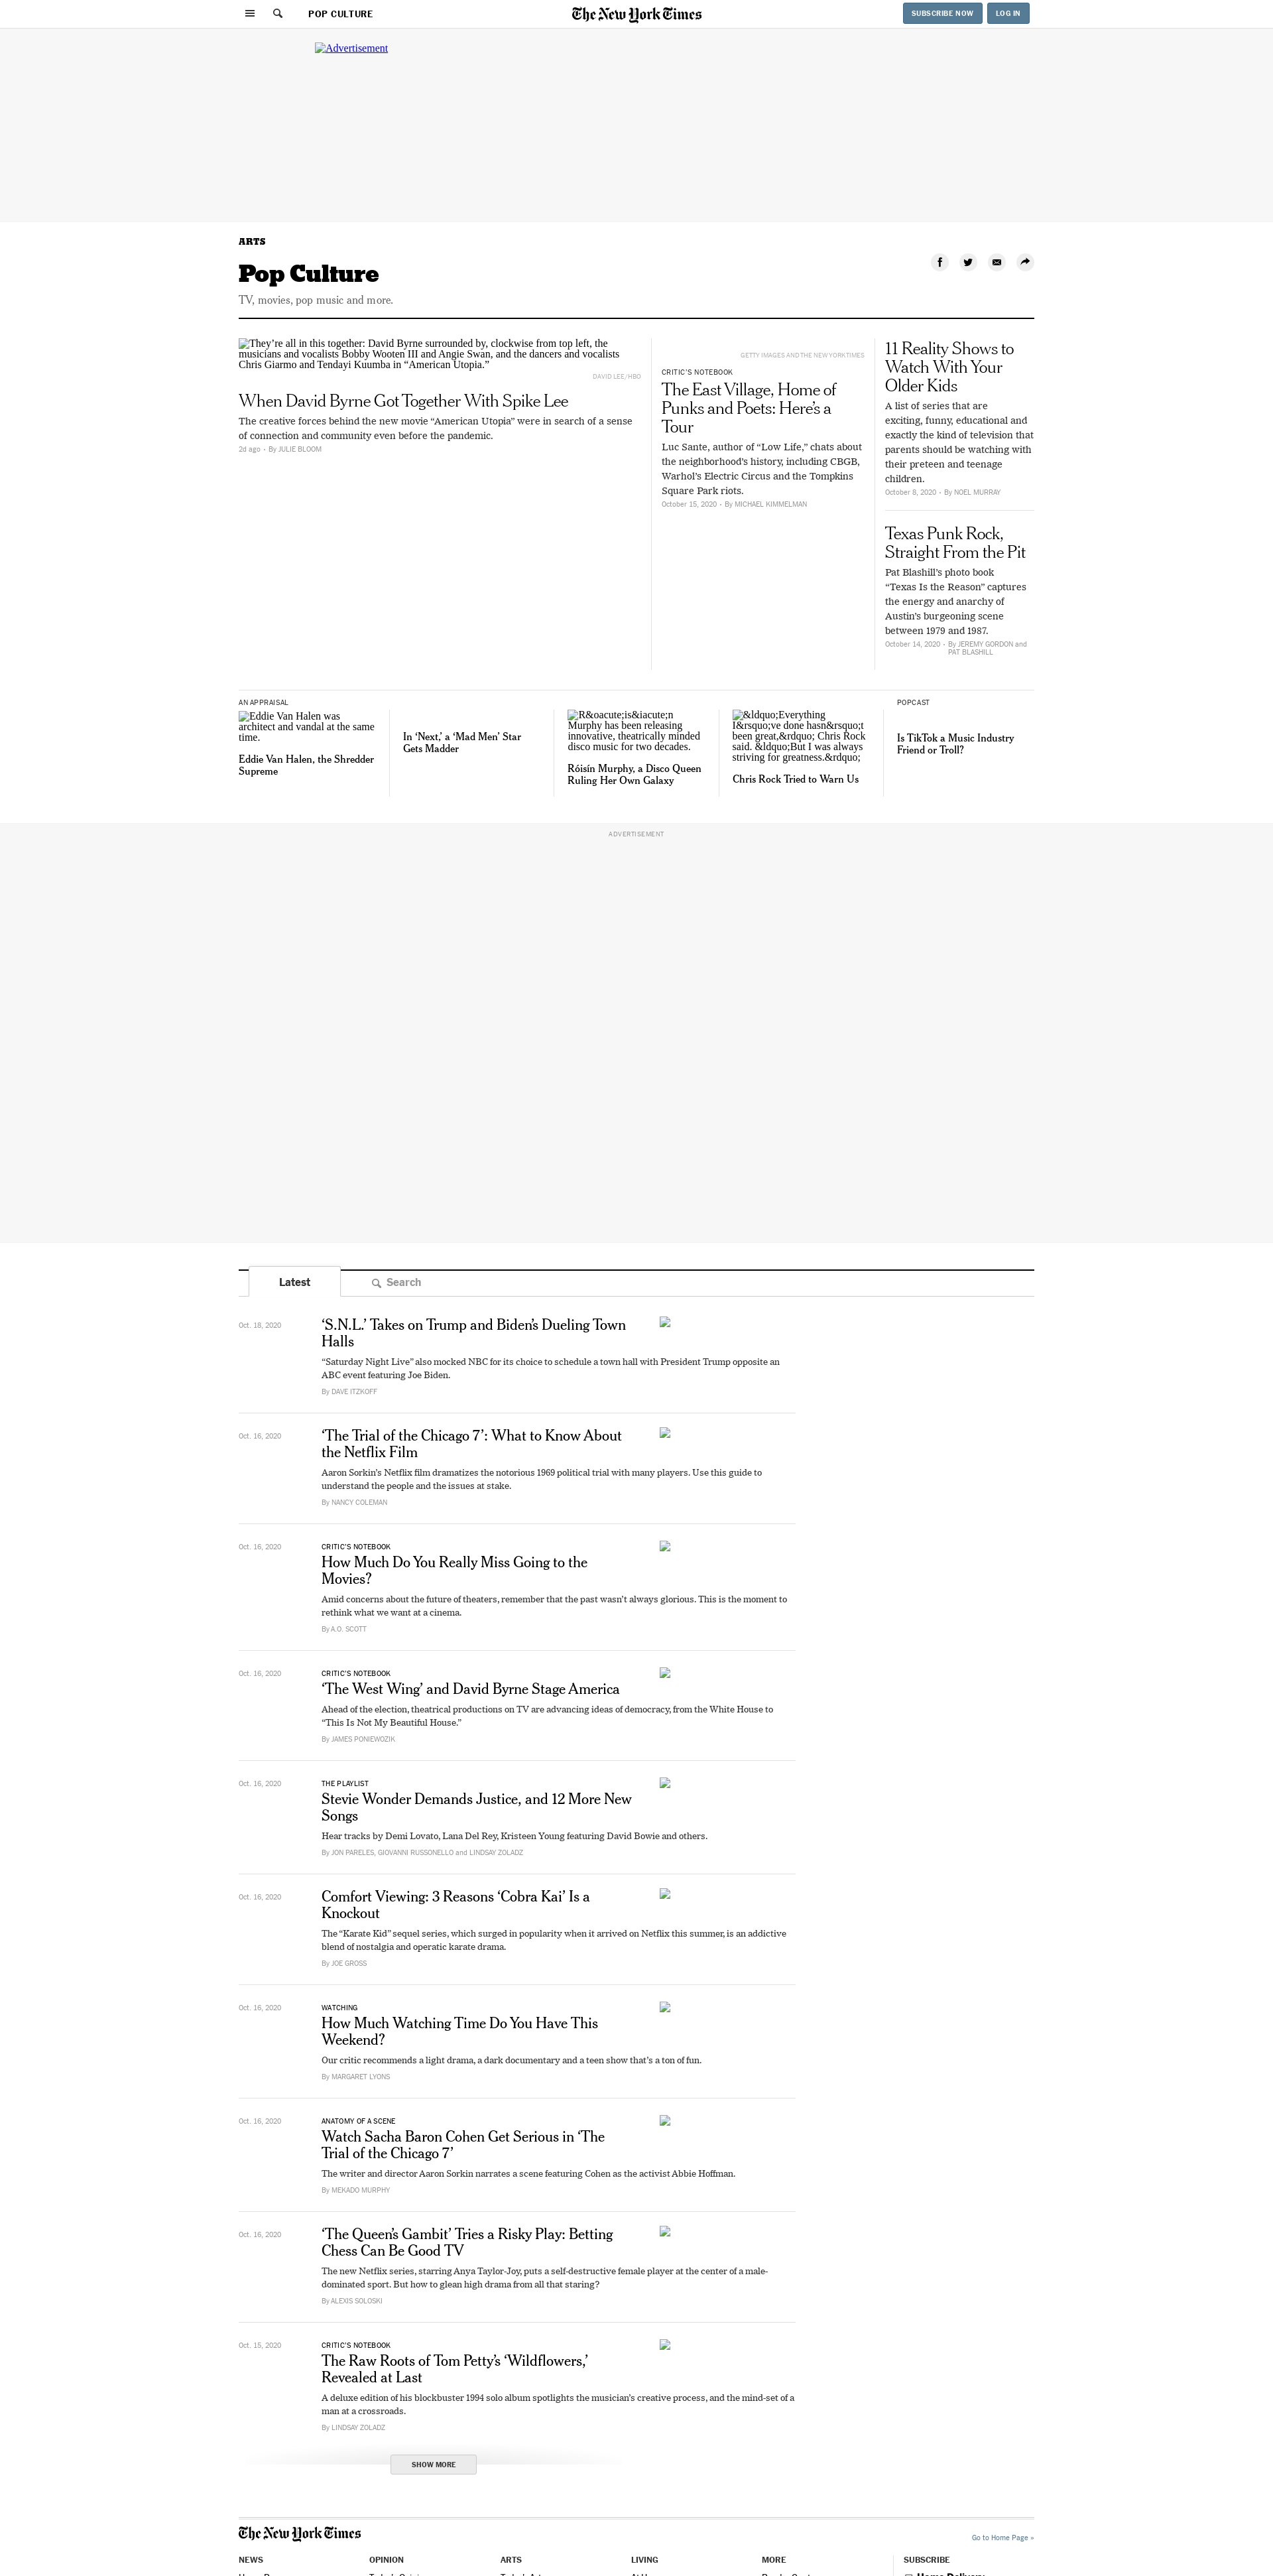 POP CULTURE
The New York Times
SUBSCRIBE NOW
LOG IN
Advertisement
ARTS
Pop Culture
TV, movies, pop music and more.
They’re all in this together: David Byrne surrounded by, clockwise from top left, the
musicians and vocalists Bobby Wooten III and Angie Swan, and the dancers and vocalists
Chris Giarmo and Tendayi Kuumba in “American Utopia.”
DAVID LEE/HBO
When David Byrne Got Together With Spike Lee
The creative forces behind the new movie “American Utopia” were in search of a sense
of connection and community even before the pandemic.
2d ago - By JULIE BLOOM
GETTY IMAGES AND THE NEW YORK TIMES
CRITIC’S NOTEBOOK
The East Village, Home of
Punks and Poets: Here’s a
Tour
Luc Sante, author of “Low Life,” chats about
the neighborhood’s history, including CBGB,
Warhol’s Electric Circus and the Tompkins
Square Park riots.
October 15, 2020 - By MICHAEL KIMMELMAN
11 Reality Shows to
Watch With Your
Older Kids
A list of series that are
exciting, funny, educational and
exactly the kind of television that
parents should be watching with
their preteen and teenage
children.
October 8, 2020 - By NOEL MURRAY
Texas Punk Rock,
Straight From the Pit
Pat Blashill’s photo book
“Texas Is the Reason” captures
the energy and anarchy of
Austin’s burgeoning scene
between 1979 and 1987.
October 14, 2020 - By JEREMY GORDON and
PAT BLASHILL
AN APPRAISAL
Eddie Van Halen was
architect and vandal at the same
time.
Eddie Van Halen, the Shredder
Supreme
In ‘Next,’ a ‘Mad Men’ Star
Gets Madder
R&oacute;is&iacute;n
Murphy has been releasing
innovative, theatrically minded
disco music for two decades.
Róisín Murphy, a Disco Queen
Ruling Her Own Galaxy
&ldquo;Everything
I&rsquo;ve done hasn&rsquo;t
been great,&rdquo; Chris Rock
said. &ldquo;But I was always
striving for greatness.&rdquo;
Chris Rock Tried to Warn Us
POPCAST
Is TikTok a Music Industry
Friend or Troll?
ADVERTISEMENT
Latest
Search
Oct. 18, 2020
‘S.N.L.’ Takes on Trump and Biden’s Dueling Town
Halls
“Saturday Night Live” also mocked NBC for its choice to schedule a town hall with President Trump opposite an
ABC event featuring Joe Biden.
By DAVE ITZKOFF
Oct. 16, 2020
‘The Trial of the Chicago 7’: What to Know About
the Netflix Film
Aaron Sorkin’s Netflix film dramatizes the notorious 1969 political trial with many players. Use this guide to
understand the people and the issues at stake.
By NANCY COLEMAN
Oct. 16, 2020
CRITIC’S NOTEBOOK
How Much Do You Really Miss Going to the
Movies?
Amid concerns about the future of theaters, remember that the past wasn’t always glorious. This is the moment to
rethink what we want at a cinema.
By A.O. SCOTT
Oct. 16, 2020
CRITIC’S NOTEBOOK
‘The West Wing’ and David Byrne Stage America
Ahead of the election, theatrical productions on TV are advancing ideas of democracy, from the White House to
“This Is Not My Beautiful House.”
By JAMES PONIEWOZIK
Oct. 16, 2020
THE PLAYLIST
Stevie Wonder Demands Justice, and 12 More New
Songs
Hear tracks by Demi Lovato, Lana Del Rey, Kristeen Young featuring David Bowie and others.
By JON PARELES, GIOVANNI RUSSONELLO and LINDSAY ZOLADZ
Oct. 16, 2020
Comfort Viewing: 3 Reasons ‘Cobra Kai’ Is a
Knockout
The “Karate Kid” sequel series, which surged in popularity when it arrived on Netflix this summer, is an addictive
blend of nostalgia and operatic karate drama.
By JOE GROSS
Oct. 16, 2020
WATCHING
How Much Watching Time Do You Have This
Weekend?
Our critic recommends a light drama, a dark documentary and a teen show that’s a ton of fun.
By MARGARET LYONS
Oct. 16, 2020
ANATOMY OF A SCENE
Watch Sacha Baron Cohen Get Serious in ‘The
Trial of the Chicago 7’
The writer and director Aaron Sorkin narrates a scene featuring Cohen as the activist Abbie Hoffman.
By MEKADO MURPHY
Oct. 16, 2020
‘The Queen’s Gambit’ Tries a Risky Play: Betting
Chess Can Be Good TV
The new Netflix series, starring Anya Taylor-Joy, puts a self-destructive female player at the center of a male-
dominated sport. But how to glean high drama from all that staring?
By ALEXIS SOLOSKI
Oct. 15, 2020
CRITIC’S NOTEBOOK
The Raw Roots of Tom Petty’s ‘Wildflowers,’
Revealed at Last
A deluxe edition of his blockbuster 1994 solo album spotlights the musician’s creative process, and the mind-set of a
man at a crossroads.
By LINDSAY ZOLADZ
SHOW MORE
The New York Times
Go to Home Page »
NEWS
OPINION
ARTS
LIVING
MORE
SUBSCRIBE